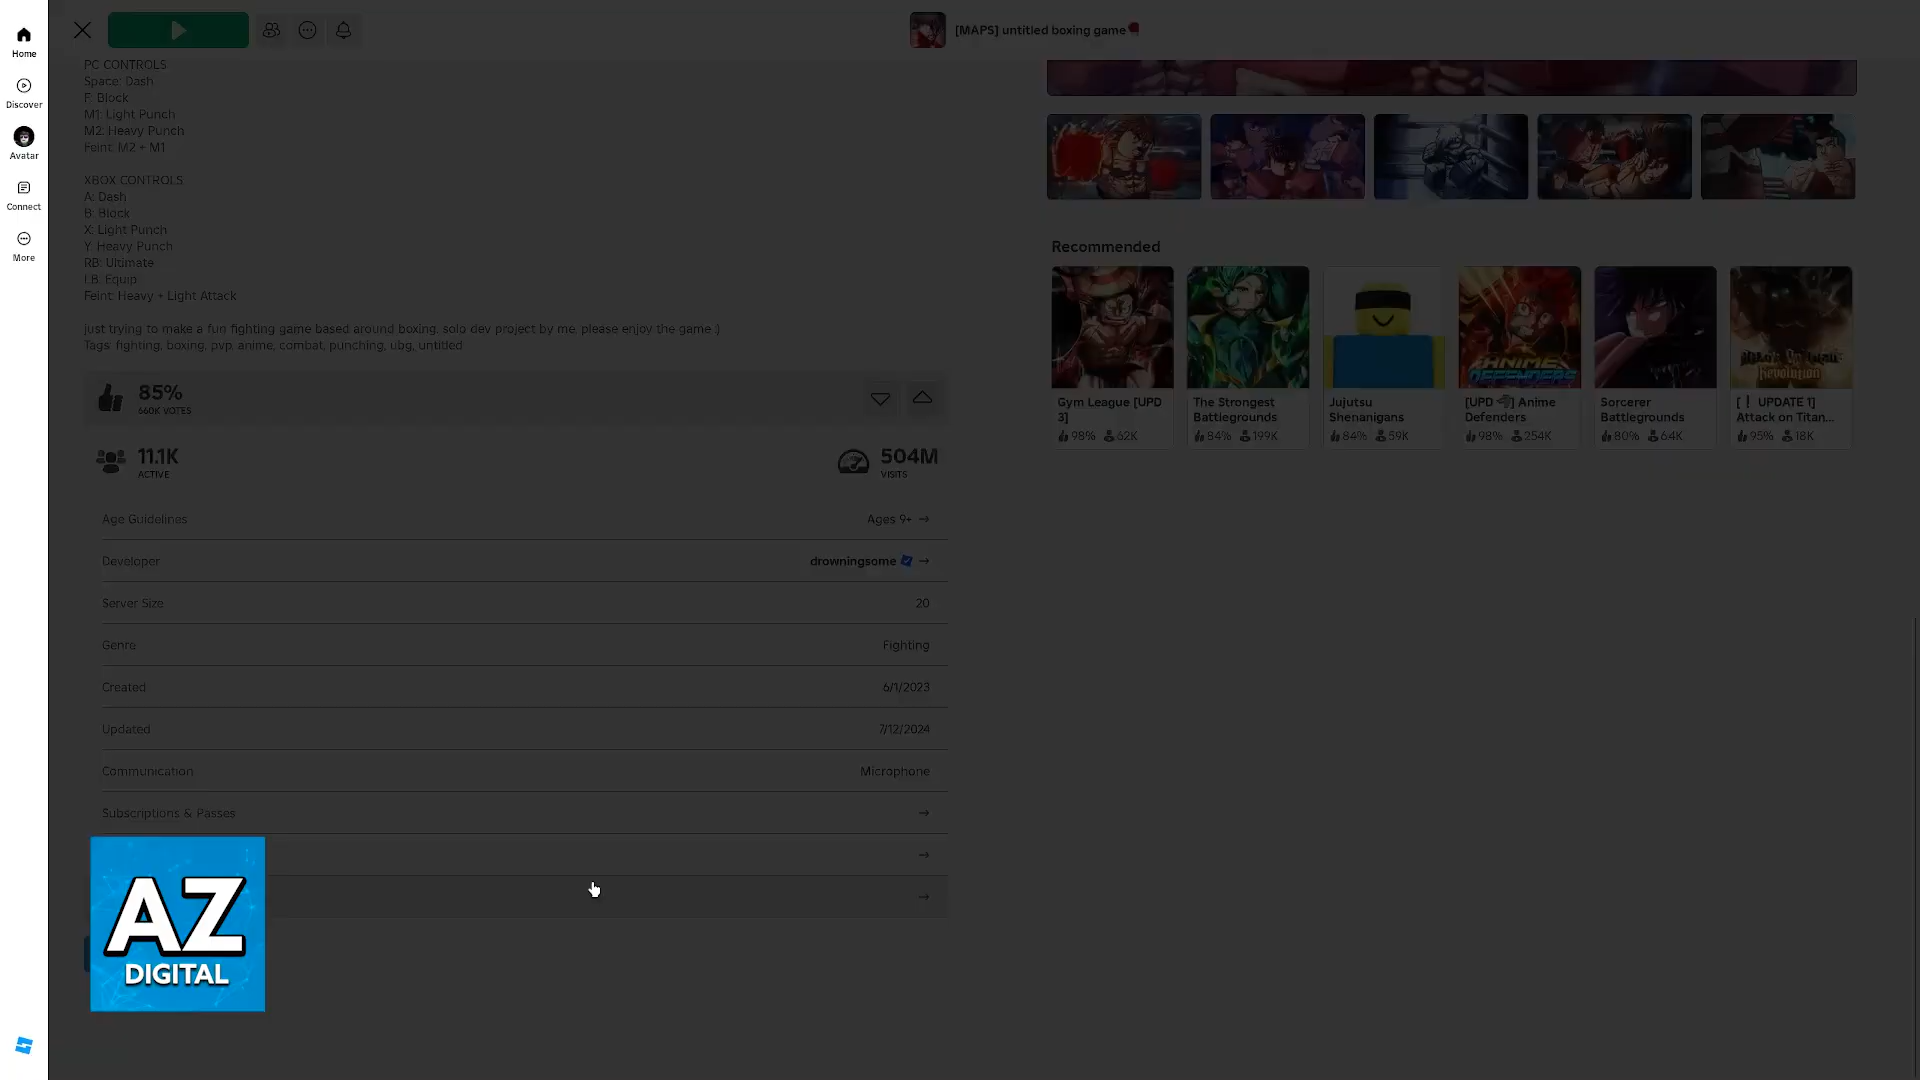 [MAPS] untitled boxing game
Home
Discover
Avatar
Connect
More
PC CONTROLS
Space: Dash
F: Block
M1: Light Punch
M2: Heavy Punch
Feint: M2 + M1
XBOX CONTROLS
A: Dash
B: Block
X: Light Punch
Y: Heavy Punch
RB: Ultimate
LB: Equip
Feint: Heavy + Light Attack
just trying to make a fun fighting game based around boxing, solo dev project by me, please enjoy the game :)
Tags: fighting, boxing, pvp, anime, combat, punching, ubg, untitled
85%
660K VOTES
11.1K
ACTIVE
504M
VISITS
Age Guidelines
Ages 9+
Developer
drowningsome
Server Size
20
Genre
Fighting
Created
6/1/2023
Updated
7/12/2024
Communication
Microphone
Subscriptions & Passes
AZ
DIGITAL
Recommended
ANIME
DEFENDERS
Revolution
Gym League [UPD
3]
98% 62K
The Strongest
Battlegrounds
84% 199K
Jujutsu
Shenanigans
84% 59K
[UPD ] Anime
Defenders
98% 254K
Sorcerer
Battlegrounds
80% 64K
[❗ UPDATE 1]
Attack on Titan...
95% 18K